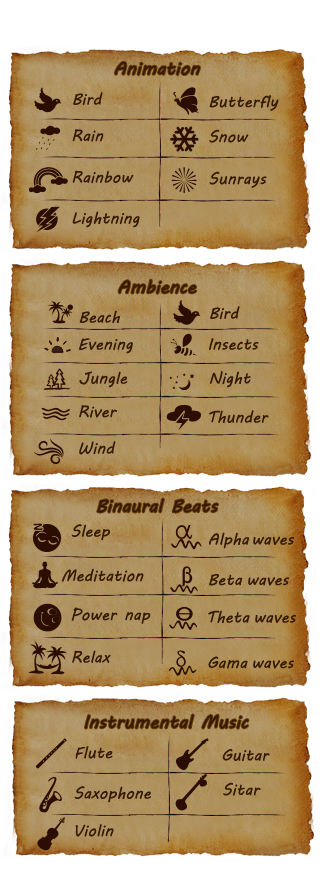 Animation
Bird Butterfly
Rain Snow
Rainbow Sunrays
Lightning
Ambience
Beach Bird
Evening Insects
Jungle Night
River Thunder
Wind
Binaural Beats
Sleep Alpha waves
Meditation Beta waves
Power nap Theta waves
Relax Gama waves
Instrumental Music
Flute Guitar
Saxophone Sitar
Violin